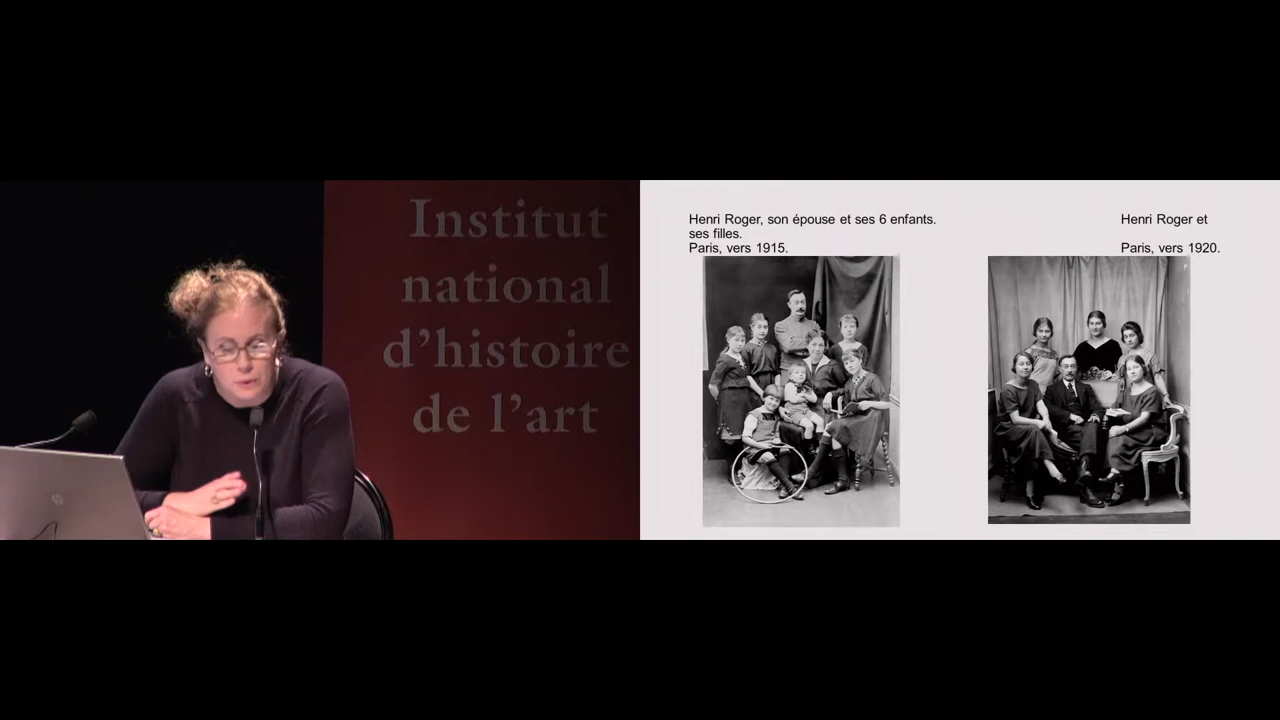 Institut
national
d'histoire
de l'art
Henri Roger, son épouse et ses 6 enfants. Henri Roger et
ses filles.
Paris, vers 1915. Paris, vers 1920.